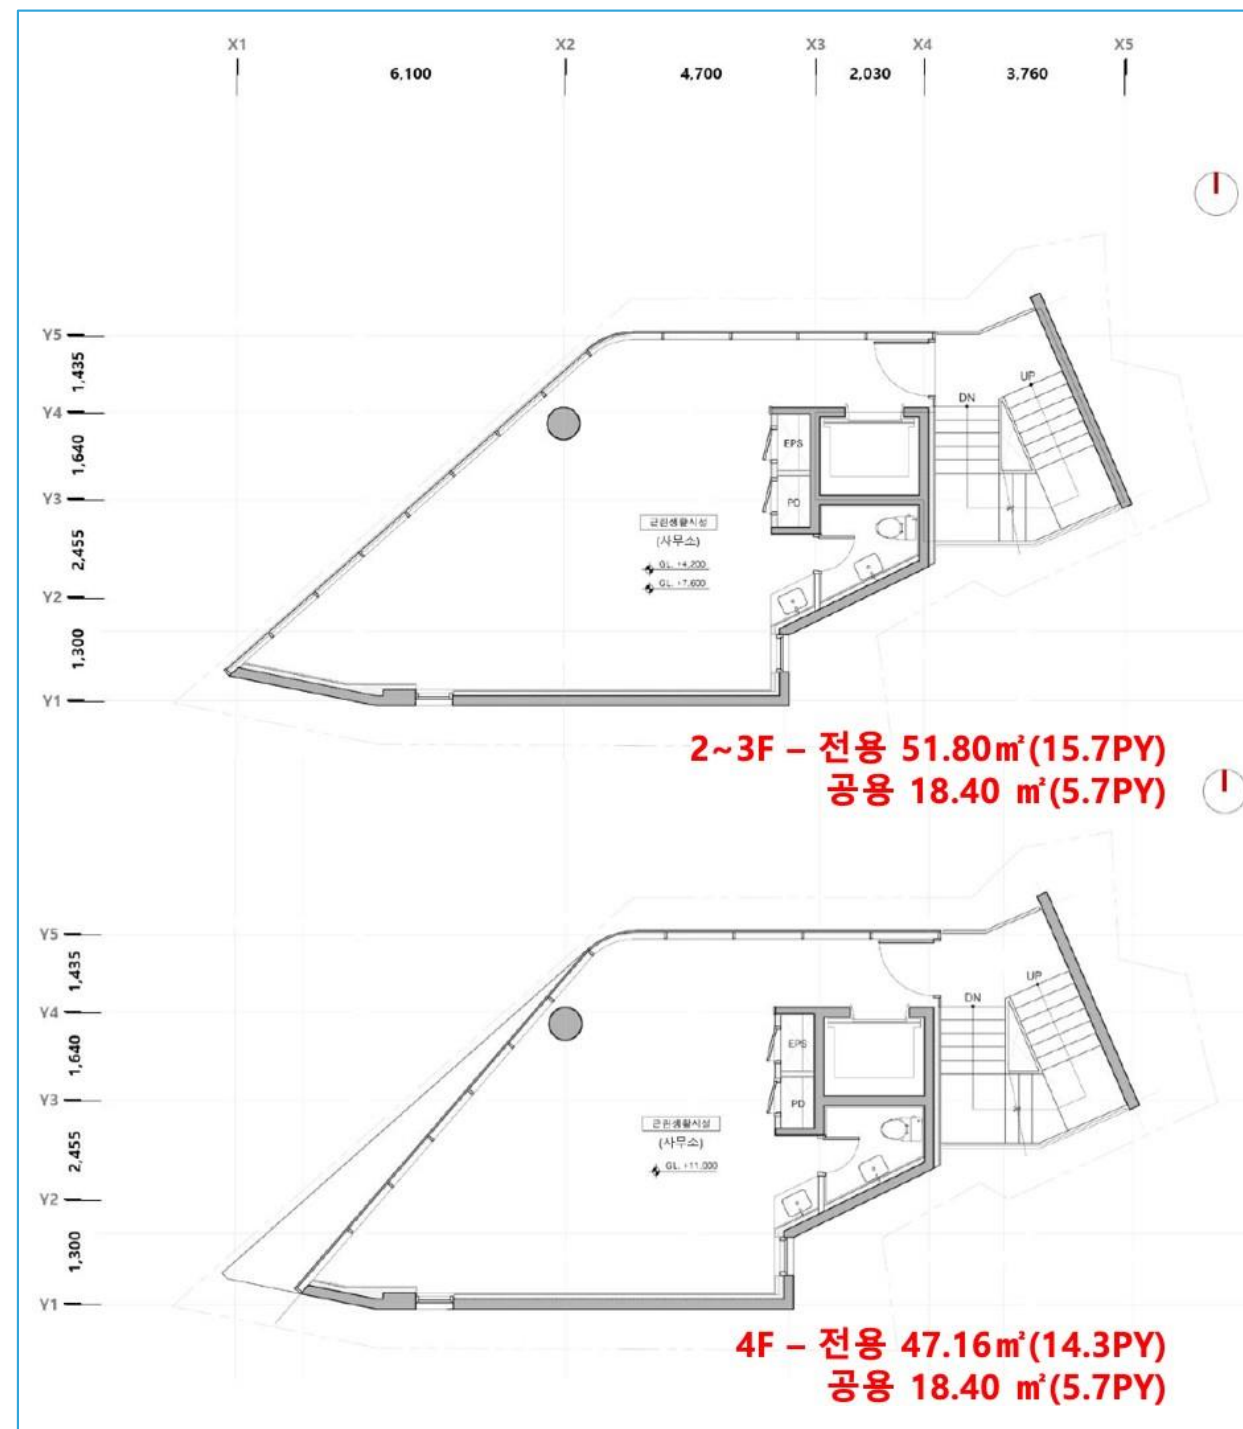 X1 X2 X3 X4 X5
6,100 4,700 2,030 3,760
Y5
1,435
Y4
1,640
Y3
2,455
Y2
1,300
Y1
UP
DN
EPS
PD
근린생활시설
(사무소)
GL. +4,200
GL. +7,600
2~3F – 전용 51.80㎡(15.7PY)
공용 18.40 ㎡(5.7PY)
Y5
1,435
Y4
1,640
Y3
2,455
Y2
1,300
Y1
UP
DN
EPS
PD
근린생활시설
(사무소)
GL. +11,000
4F – 전용 47.16㎡(14.3PY)
공용 18.40 ㎡(5.7PY)